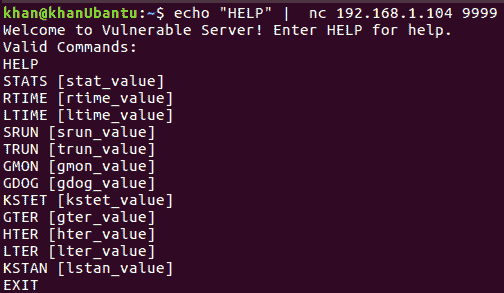 khan@khanUbantu:~$ echo "HELP" |  nc 192.168.1.104 9999
Welcome to Vulnerable Server! Enter HELP for help.
Valid Commands:
HELP
STATS [stat_value]
RTIME [rtime_value]
LTIME [ltime_value]
SRUN [srun_value]
TRUN [trun_value]
GMON [gmon_value]
GDOG [gdog_value]
KSTET [kstet_value]
GTER [gter_value]
HTER [hter_value]
LTER [lter_value]
KSTAN [lstan_value]
EXIT